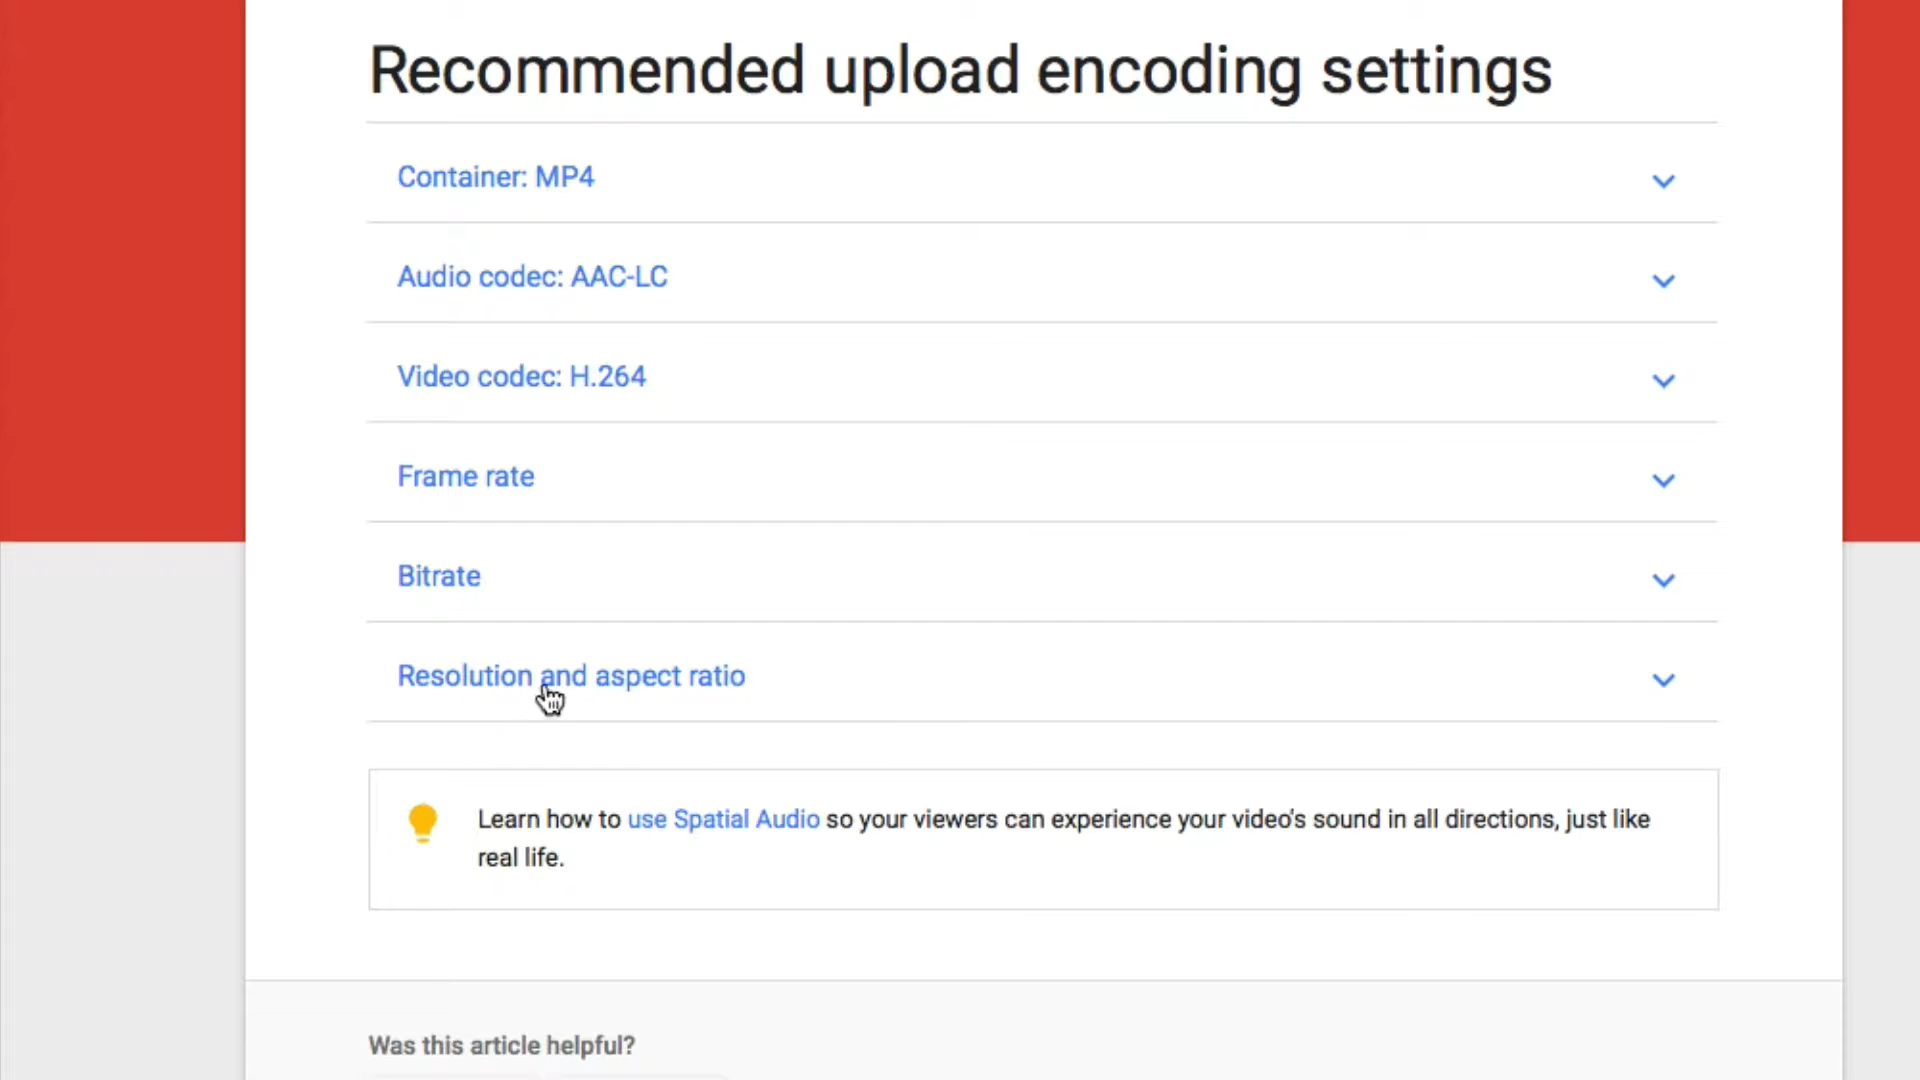 Recommended upload encoding settings
Container: MP4
Audio codec: AAC-LC
Video codec: H.264
Frame rate
Bitrate
Resolution and aspect ratio
Learn how to use Spatial Audio so your viewers can experience your video's sound in all directions, just like
real life.
Was this article helpful?